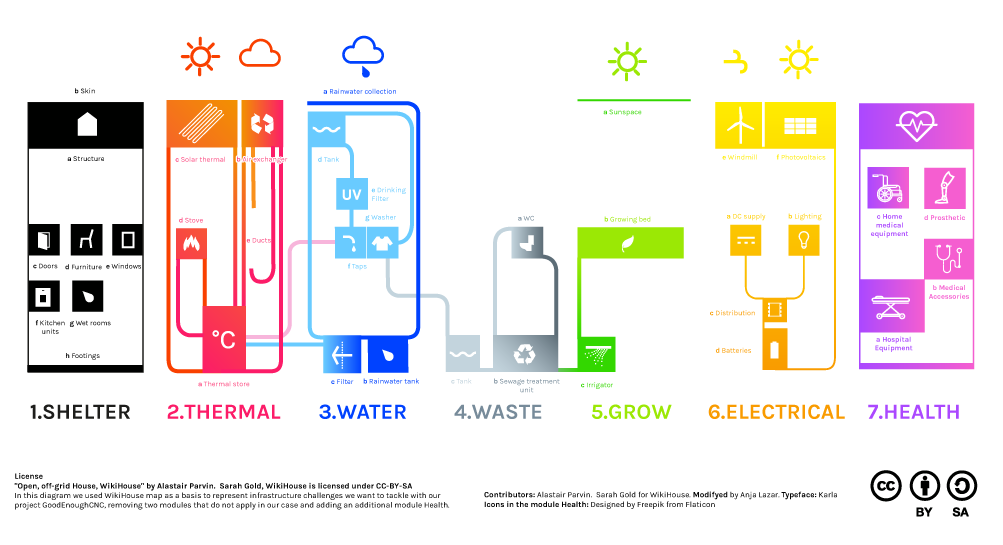 b Skin
a Structure
c Doors
d Furniture
e Windows
f Kitchen
units
g Wet rooms
h Footings
1.SHELTER
c Solar thermal
b Air exchanger
d Stove
e Ducts
°C
a Thermal store
2.THERMAL
a Rainwater collection
d Tank
UV
e Drinking
Filter
g Washer
f Taps
c Filter
b Rainwater tank
3.WATER
a WC
a Tank
b Sewage treatment
unit
4.WASTE
a Sunspace
b Growing bed
c Irrigator
5.GROW
e Windmill
f Photovoltaics
a DC supply
b Lighting
c Distribution
d Batteries
6.ELECTRICAL
c Home
medical
equipment
d Prosthetic
b Medical
Accessories
a Hospital
Equipment
7.HEALTH
License
"Open, off-grid House, WikiHouse" by Alastair Parvin. Sarah Gold, WikiHouse is licensed under CC-BY-SA
In this diagram we used WikiHouse map as a basis to represent infrastructure challenges we want to tackle with our
project GoodEnoughCNC, removing two modules that do not apply in our case and adding an additional module Health.
Contributors: Alastair Parvin. Sarah Gold for WikiHouse. Modifyed by Anja Lazar. Typeface: Karla
Icons in the module Health: Designed by Freepik from Flaticon
cc
BY
SA